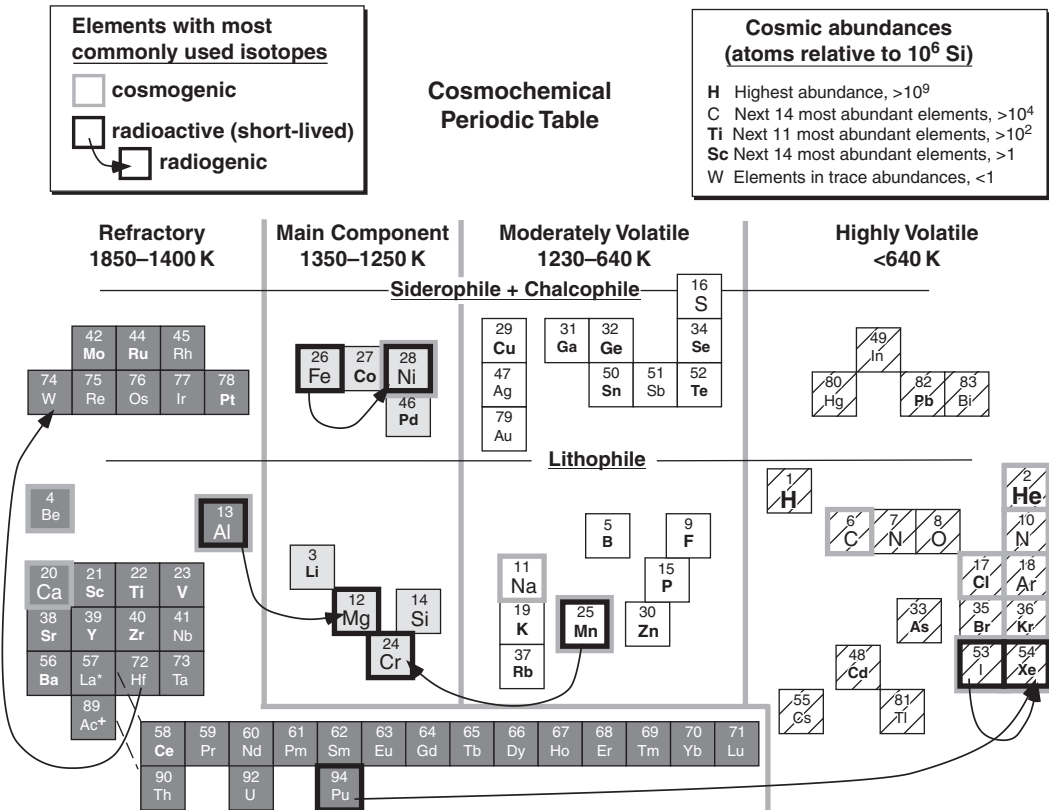 Elements with most
commonly used isotopes
cosmogenic
radioactive (short-lived)
radiogenic
Cosmochemical
Periodic Table
Cosmic abundances
(atoms relative to 10⁶ Si)
H Highest abundance, >10⁹
C Next 14 most abundant elements, >10⁴
Ti Next 11 most abundant elements, >10²
Sc Next 14 most abundant elements, >1
W Elements in trace abundances, <1
Refractory
1850–1400 K
Main Component
1350–1250 K
Moderately Volatile
1230–640 K
Highly Volatile
<640 K
Siderophile + Chalcophile
16
S
42 44 45
Mo Ru Rh
74 75 76 77 78
W Re Os Ir Pt
26 27 28
Fe Co Ni
46
Pd
29 31 32 34
Cu Ga Ge Se
47 50 51 52
Ag Sn Sb Te
79
Au
49
In
80 82 83
Hg Pb Bi
Lithophile
4
Be
13
Al
20 21 22 23
Ca Sc Ti V
38 39 40 41
Sr Y Zr Nb
56 57 72 73
Ba La* Hf Ta
89
Ac+
3
Li
12 14
Mg Si
24
Cr
5 9
B F
11 15
Na P
19 25 30
K Mn Zn
37
Rb
1 2
H He
6 7 8 10
C N O N
17 18
Cl Ar
33 35 36
As Br Kr
48 53 54
Cd I Xe
55 81
Cs Tl
58 59 60 61 62 63 64 65 66 67 68 69 70 71
Ce Pr Nd Pm Sm Eu Gd Tb Dy Ho Er Tm Yb Lu
90 92 94
Th U Pu